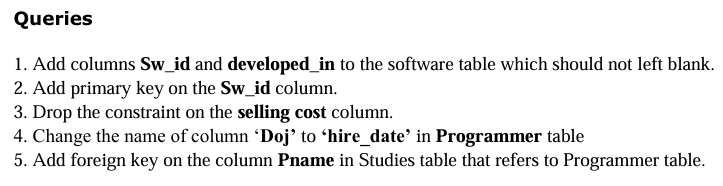 Queries
1. Add columns Sw_id and developed_in to the software table which should not left blank.
2. Add primary key on the Sw_id column.
3. Drop the constraint on the selling cost column.
4. Change the name of column ‘Doj’ to ‘hire_date’ in Programmer table
5. Add foreign key on the column Pname in Studies table that refers to Programmer table.